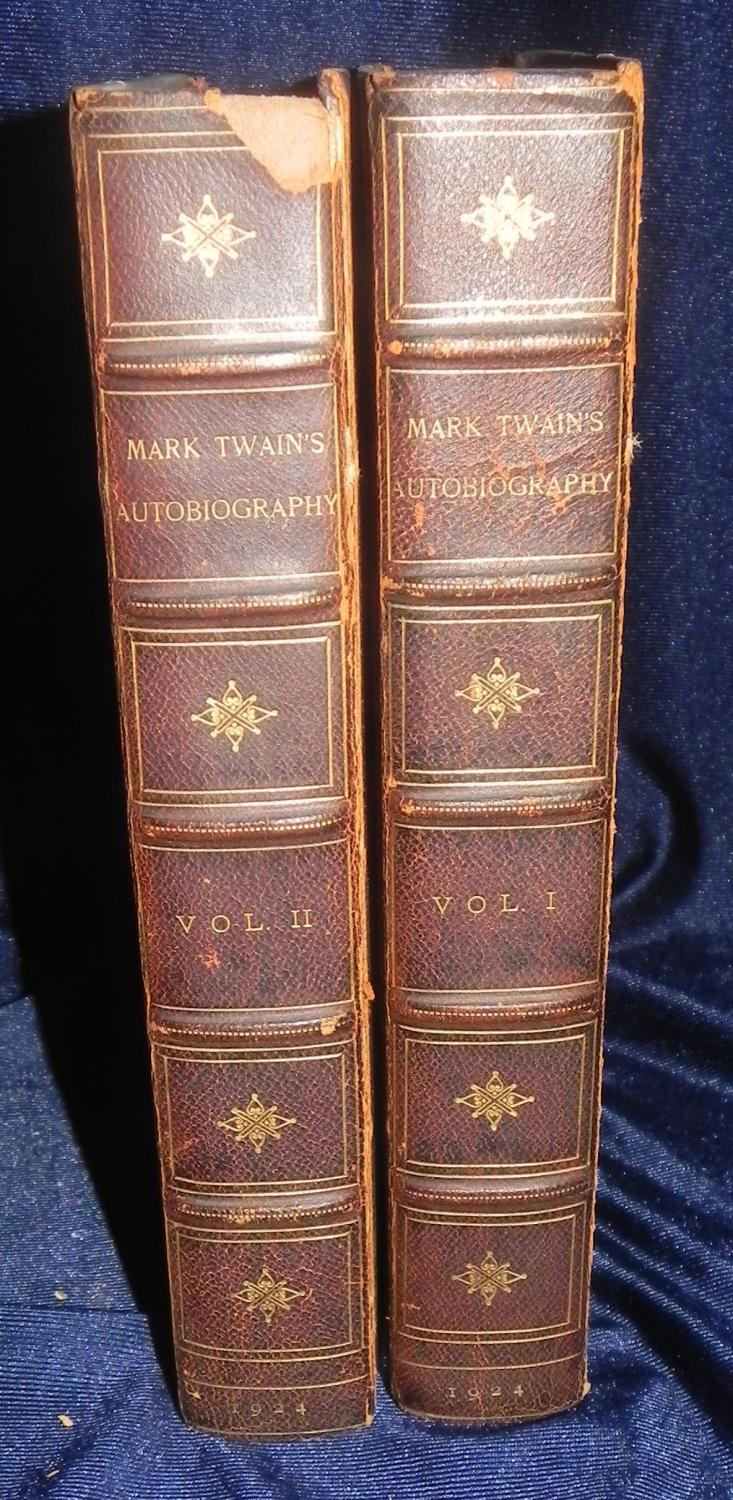 MARK TWAIN'S
AUTOBIOGRAPHY
VOL. II
1924
MARK TWAIN'S
AUTOBIOGRAPHY
VOL. I
1924